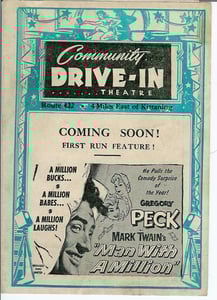 Community
DRIVE-IN
THEATRE
Route 422 4 Miles East of Kittanning
COMING SOON!
FIRST RUN FEATURE!
A MILLION
BUCKS...
A MILLION
BABES...
A MILLION
LAUGHS!
He Pulls the
Comedy Surprise
of the Year!
GREGORY
PECK
MARK TWAIN'S
"Man With
A Million"